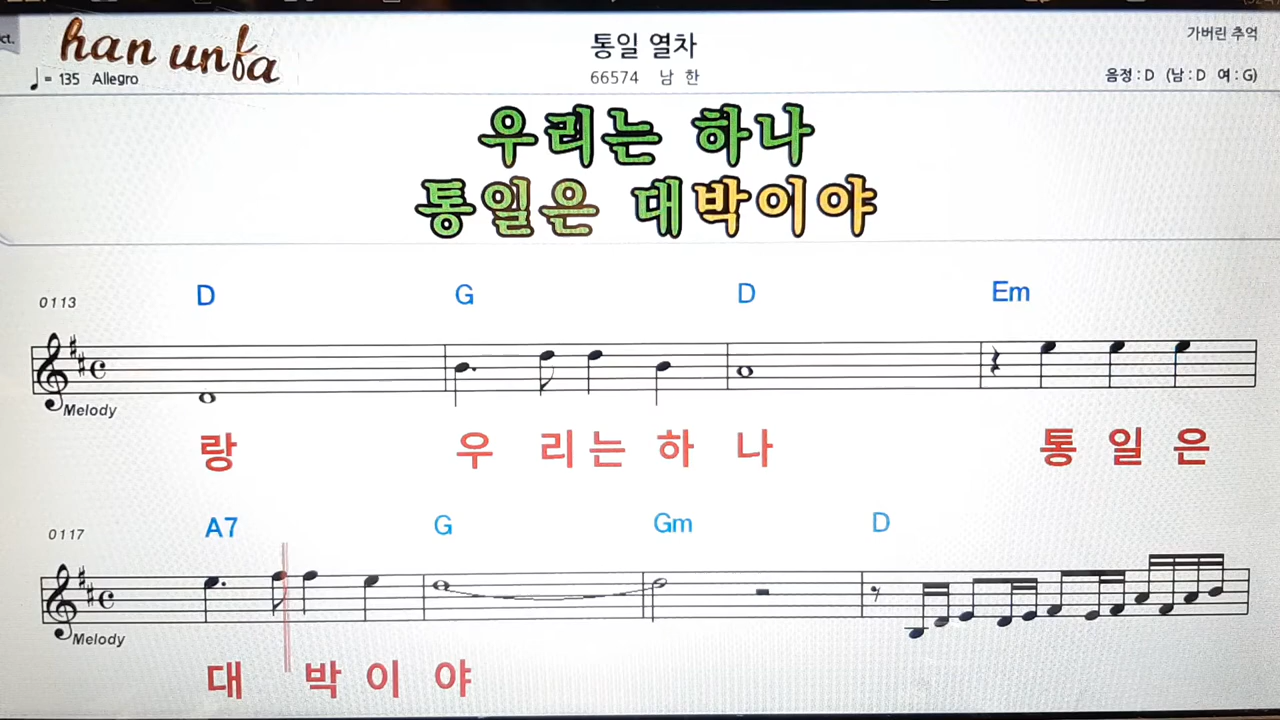 ct.
han unfa
통일 열차
가버린 추억
♩= 135 Allegro
66574 남 한
음정 : D (남 : D 여 : G)
우리는 하나
통일은 대박이야
0113 D G D Em
Melody
랑 우 리 는 하 나 통 일 은
0117 A7 G Gm D
Melody
대 박 이 야